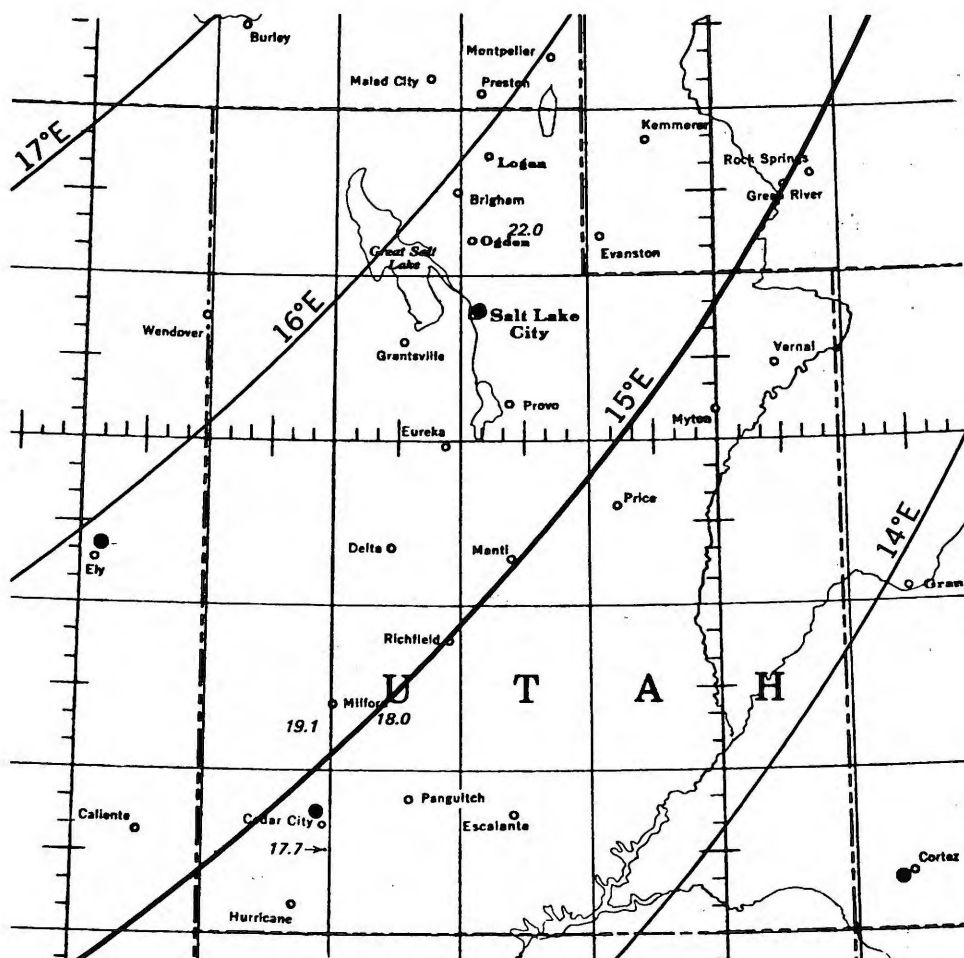 Burley
Montpelier
Malad City
Preston
17°E
Kemmerer
Logan
Rock Springs
Green River
Brigham
22.0
Ogden
Evanston
Great Salt
Lake
16°E
Wendover
Salt Lake
City
Grantsville
Vernal
15°E
Provo
Myton
Eureka
Price
14°E
Delta
Manti
Ely
Gran
Richfield
U T A H
Milford
19.1
18.0
Panguitch
Caliente
Cedar City
Escalante
17.7
Cortez
Hurricane